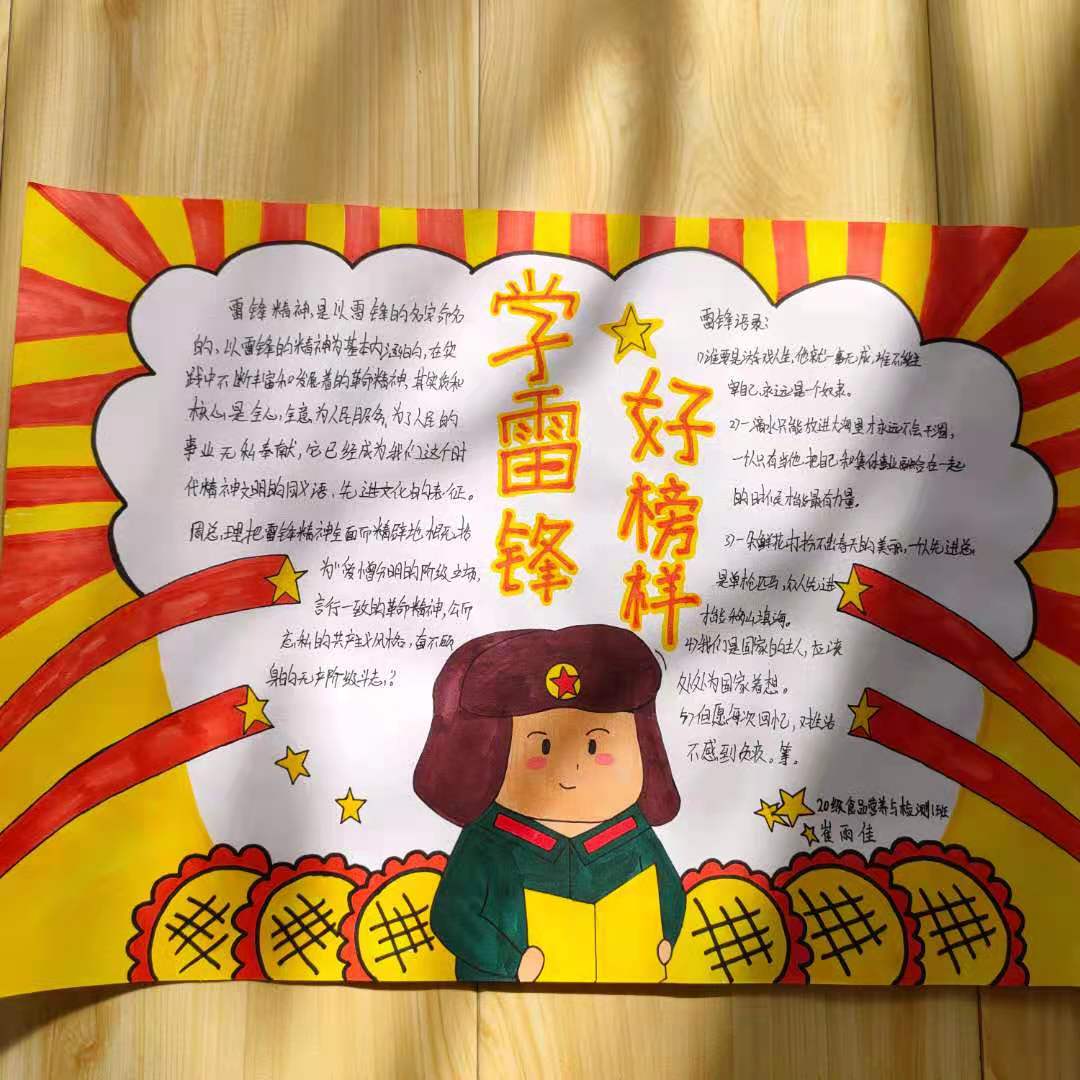 学雷锋
好榜样
雷锋精神,是以雷锋的名字命名
的,以雷锋的精神为基本内涵的,在实
践中不断丰富和发展着的革命精神,其实质和
核心是全心全意为人民服务,为了人民的
事业无私奉献,它已经成为我们这个时
代精神文明的同义语、先进文化的表征。
周总理把雷锋精神全面而精辟地概括
为“爱憎分明的阶级立场,
言行一致的革命精神,公而
忘私的共产主义风格,奋不顾
身的无产阶级斗志。”
雷锋语录:
1)谁要是游戏人生,他就一事无成,谁不能主
宰自己,永远是一个奴隶。
2)一滴水只能放进大海里才永远不会干涸,
一个人只有当他把自己和集体事业融合在一起
的时候才能最有力量。
3)一朵鲜花打扮不出春天的美丽,一个人先进总
是单枪匹马,众人先进
才能移山填海。
4)我们是国家的主人,应该
处处为国家着想。
5)但愿每次回忆,对生活
不感到负疚。等。
20级食品营养与检测1班
崔雨佳